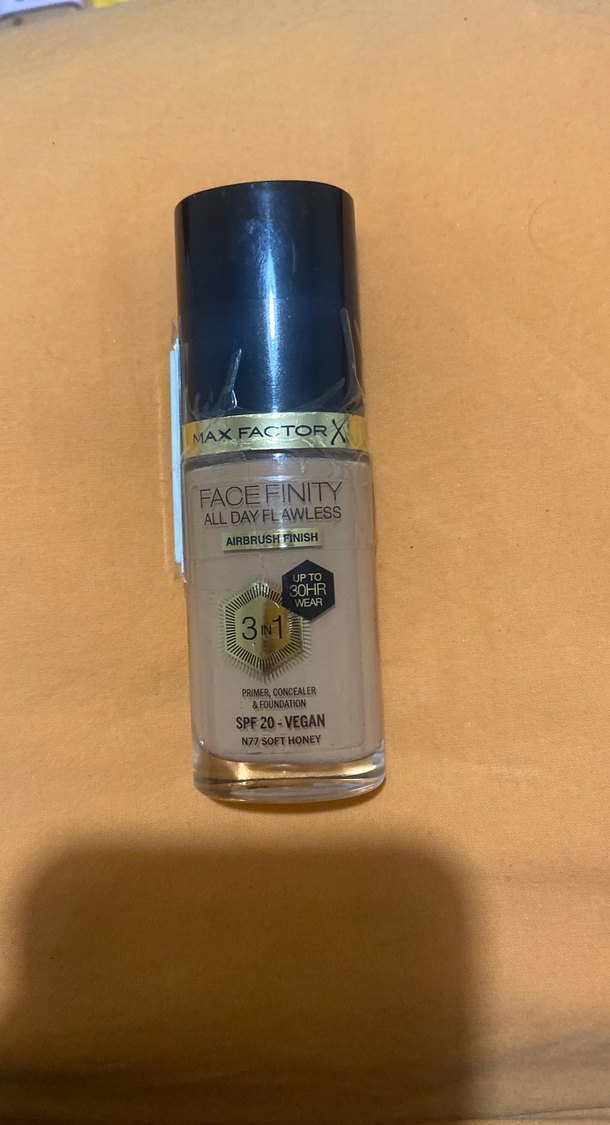 MAX FACTOR X
FACEFINITY
ALL DAY FLAWLESS
AIRBRUSH FINISH
UP TO
30HR
WEAR
3 IN 1
PRIMER, CONCEALER
& FOUNDATION
SPF 20 - VEGAN
N77 SOFT HONEY